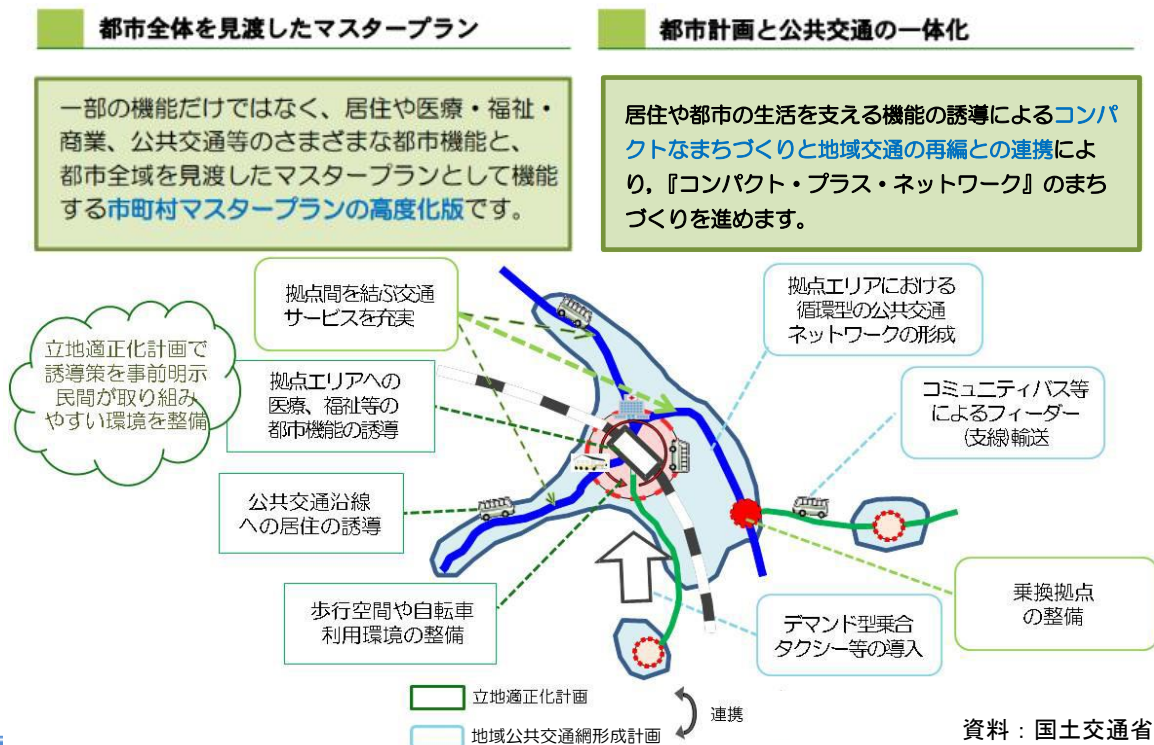 都市全体を見渡したマスタープラン
一部の機能だけではなく、居住や医療・福祉・
商業、公共交通等のさまざまな都市機能と、
都市全域を見渡したマスタープランとして機能
する市町村マスタープランの高度化版です。
都市計画と公共交通の一体化
居住や都市の生活を支える機能の誘導によるコンパ
クトなまちづくりと地域交通の再編との連携によ
り，『コンパクト・プラス・ネットワーク』のまち
づくりを進めます。
立地適正化計画で
誘導策を事前明示
民間が取り組み
やすい環境を整備
拠点間を結ぶ交通
サービスを充実
拠点エリアへの
医療、福祉等の
都市機能の誘導
公共交通沿線
への居住の誘導
歩行空間や自転車
利用環境の整備
拠点エリアにおける
循環型の公共交通
ネットワークの形成
コミュニティバス等
によるフィーダー
(支線)輸送
乗換拠点
の整備
デマンド型乗合
タクシー等の導入
立地適正化計画
地域公共交通網形成計画
連携
資料：国土交通省